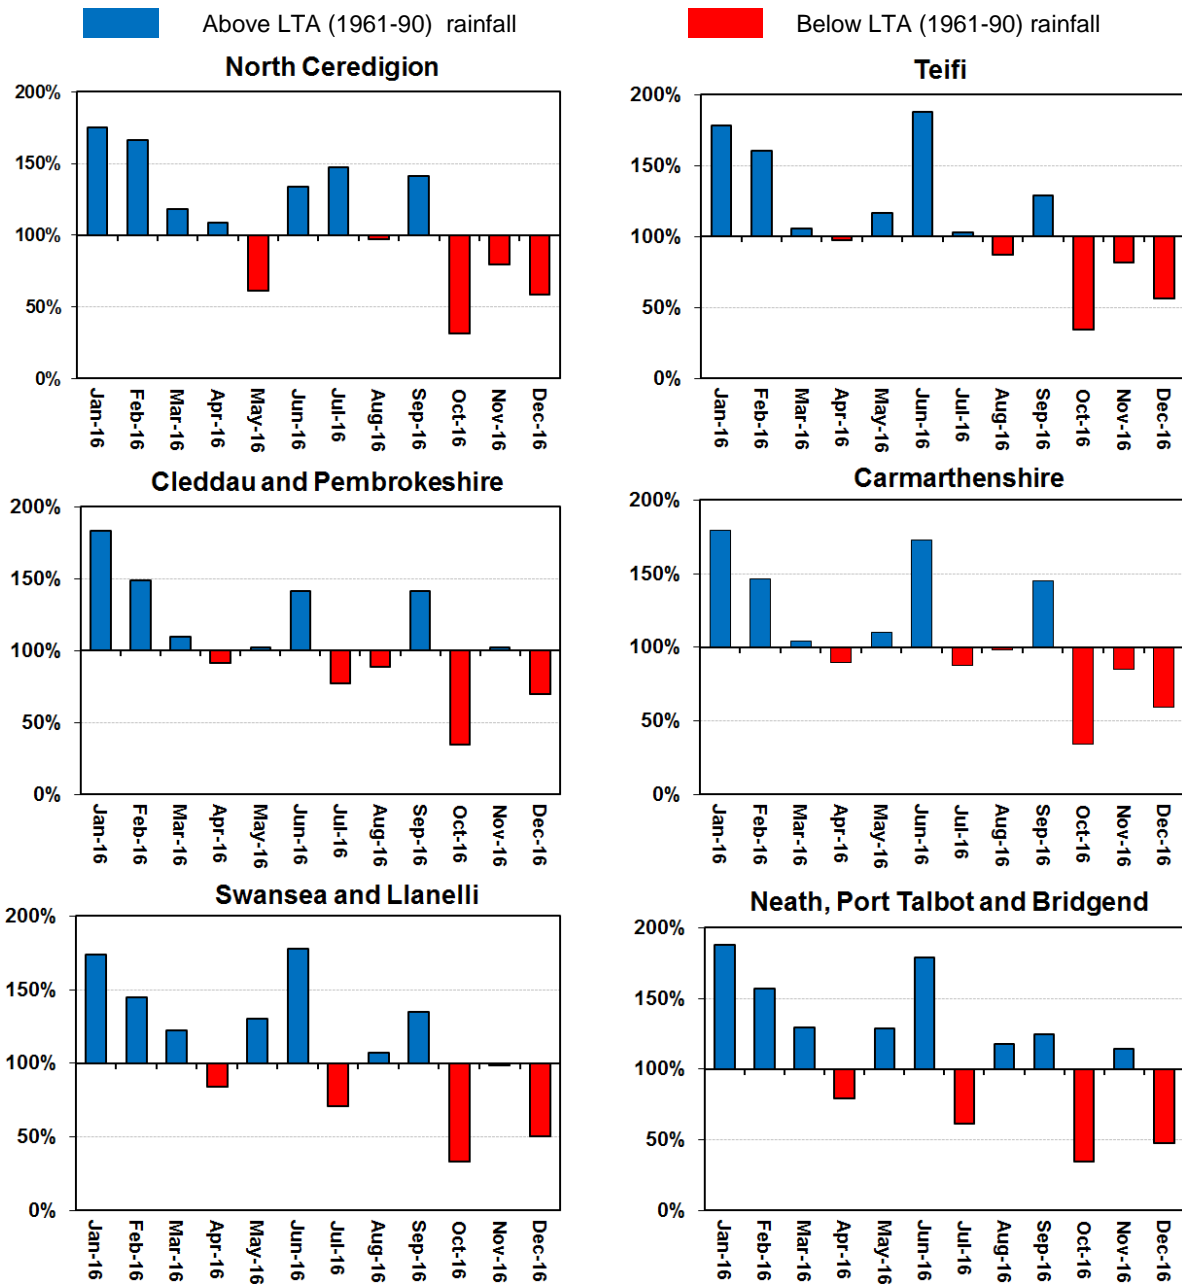 Above LTA (1961-90) rainfall
Below LTA (1961-90) rainfall
North Ceredigion
200%
150%
100%
50%
0%
Jan-16
Feb-16
Mar-16
Apr-16
May-16
Jun-16
Jul-16
Aug-16
Sep-16
Oct-16
Nov-16
Dec-16
Teifi
200%
150%
100%
50%
0%
Jan-16
Feb-16
Mar-16
Apr-16
May-16
Jun-16
Jul-16
Aug-16
Sep-16
Oct-16
Nov-16
Dec-16
Cleddau and Pembrokeshire
200%
150%
100%
50%
0%
Jan-16
Feb-16
Mar-16
Apr-16
May-16
Jun-16
Jul-16
Aug-16
Sep-16
Oct-16
Nov-16
Dec-16
Carmarthenshire
200%
150%
100%
50%
0%
Jan-16
Feb-16
Mar-16
Apr-16
May-16
Jun-16
Jul-16
Aug-16
Sep-16
Oct-16
Nov-16
Dec-16
Swansea and Llanelli
200%
150%
100%
50%
0%
Jan-16
Feb-16
Mar-16
Apr-16
May-16
Jun-16
Jul-16
Aug-16
Sep-16
Oct-16
Nov-16
Dec-16
Neath, Port Talbot and Bridgend
200%
150%
100%
50%
0%
Jan-16
Feb-16
Mar-16
Apr-16
May-16
Jun-16
Jul-16
Aug-16
Sep-16
Oct-16
Nov-16
Dec-16